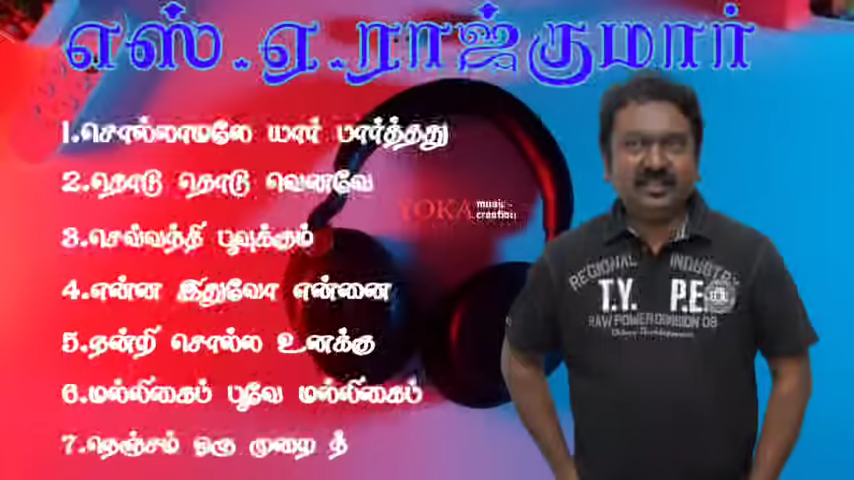 எஸ்.ஏ.ராஜ்குமார்
1.சொல்லாமலே யார் பார்த்தது
2.தொடு தொடு வெனவே
3.செவ்வந்தி பூவுக்கும்
4.என்ன இதுவோ என்னை
5.நன்றி சொல்ல உனக்கு
6.மல்லிகைப் பூவே மல்லிகைப்
7.நெஞ்சம் ஒரு முறை நீ
YOKA music creation
REGIONAL INDUSTRY
T.Y. P.E
RAW POWER DIVISION 08